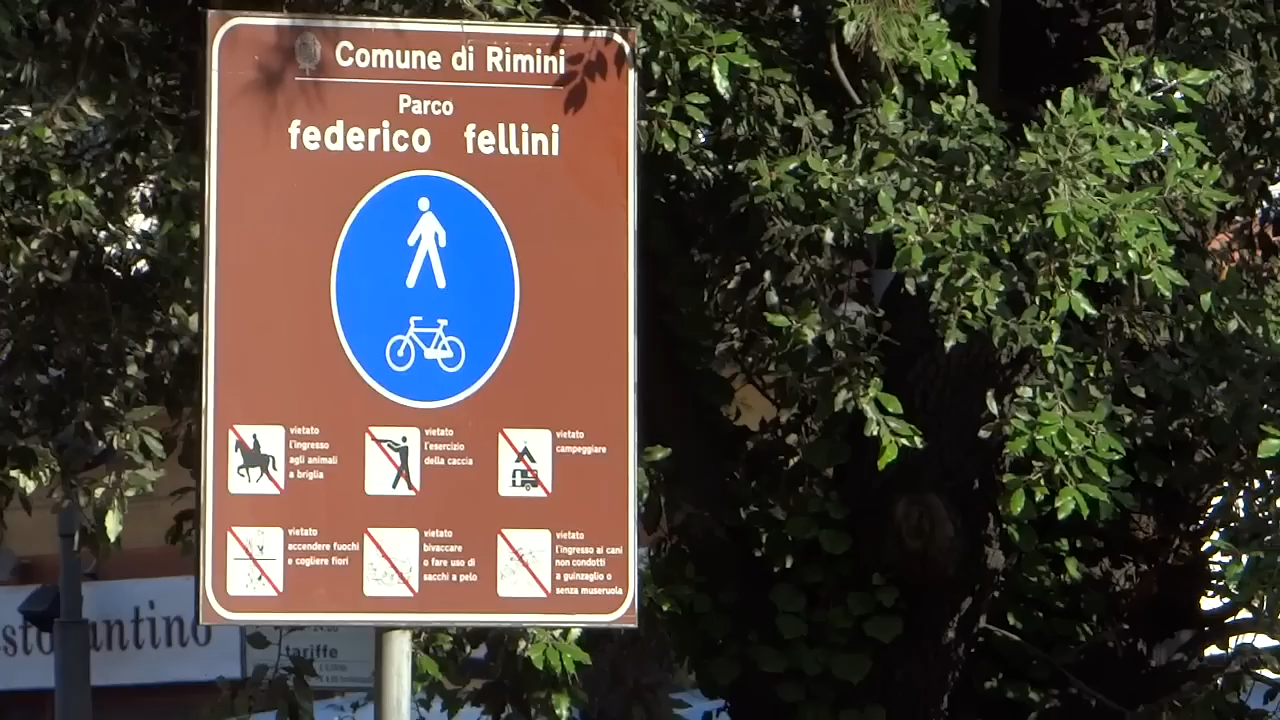 Comune di Rimini
Parco
federico fellini
vietato
l'ingresso
agli animali
a briglia
vietato
l'esercizio
della caccia
vietato
campeggiare
vietato
accendere fuochi
e cogliere fiori
vietato
bivaccare
o fare uso di
sacchi a pelo
vietato
l'ingresso ai cani
non condotti
a guinzaglio o
senza museruola
tariffe